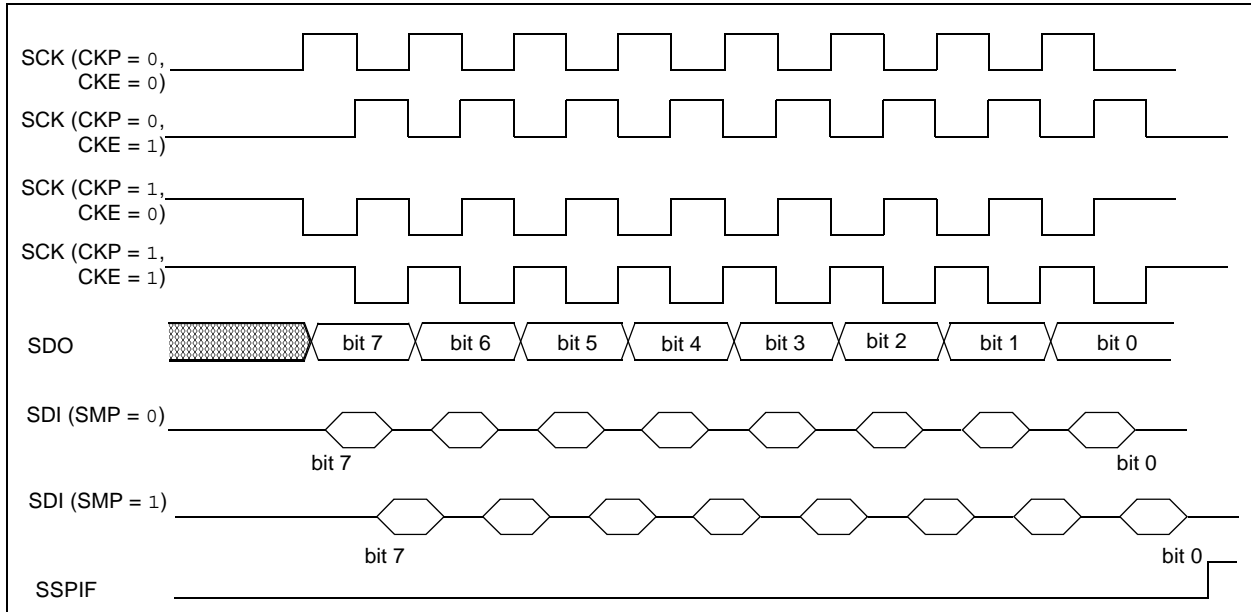 SCK (CKP = 0,
CKE = 0)
SCK (CKP = 0,
CKE = 1)
SCK (CKP = 1,
CKE = 0)
SCK (CKP = 1,
CKE = 1)
SDO
bit 7 bit 6 bit 5 bit 4 bit 3 bit 2 bit 1 bit 0
SDI (SMP = 0)
bit 7 bit 0
SDI (SMP = 1)
bit 7 bit 0
SSPIF